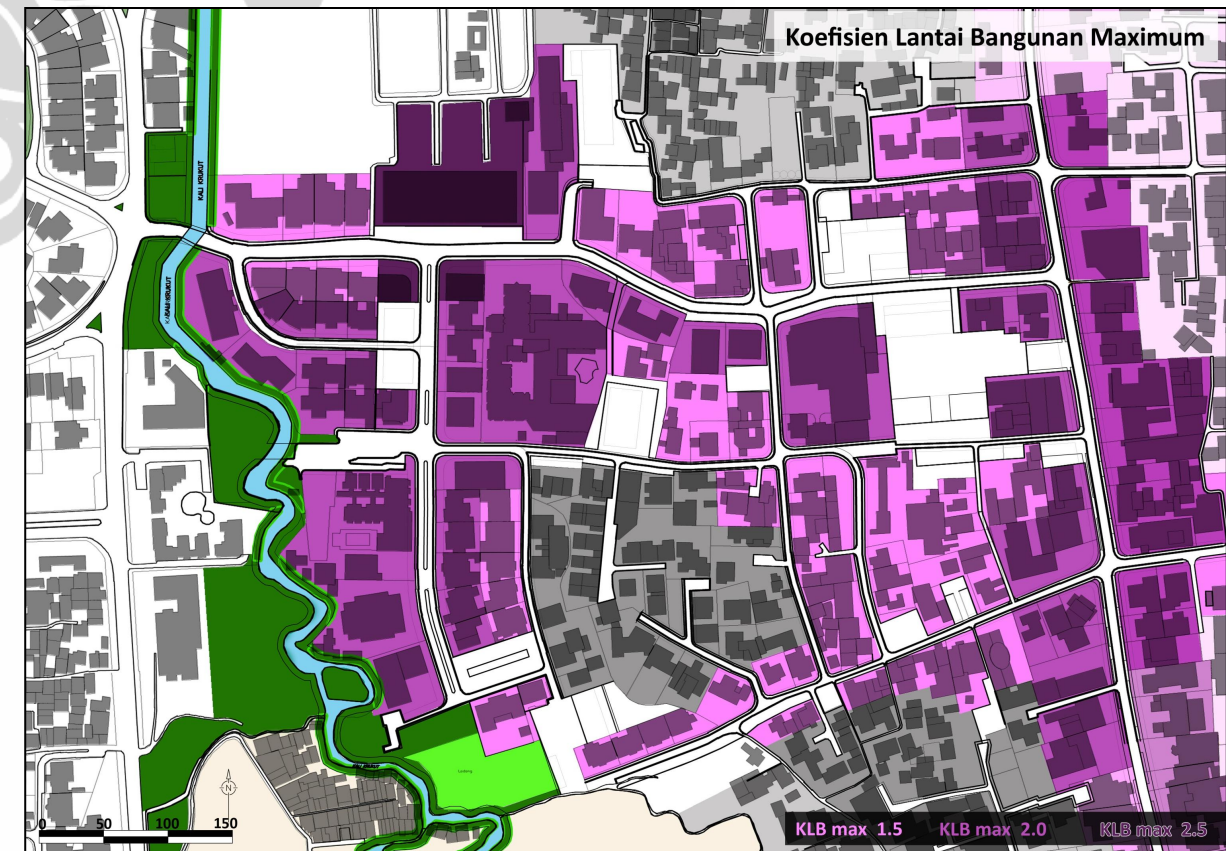 Koefisien Lantai Bangunan Maximum
KALI KRUKUT
N
0 50 100 150
KLB max 1.5 KLB max 2.0 KLB max 2.5